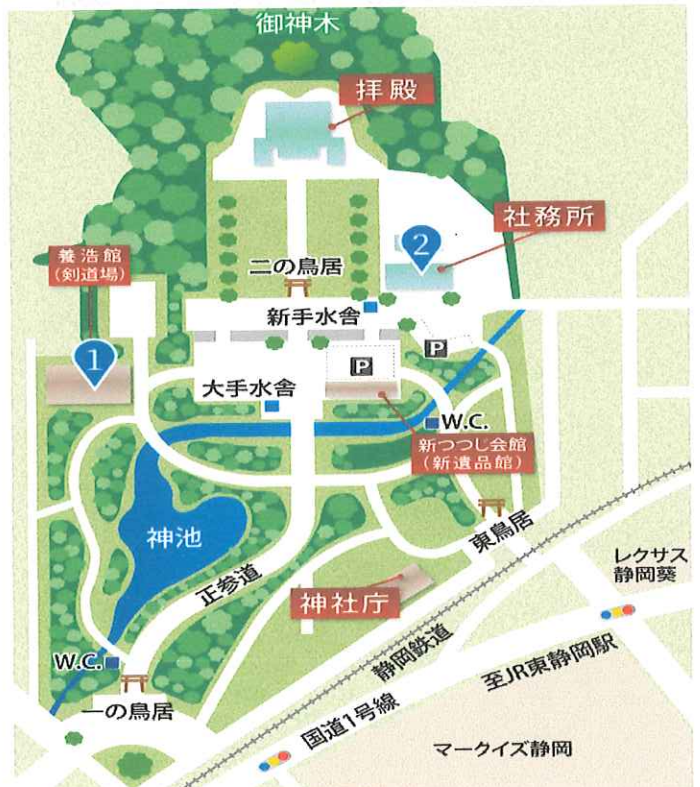 御神木
拝殿
社務所
2
養浩館
(剣道場)
二の鳥居
新手水舎
1
P
P
大手水舎
W.C.
新つつじ会館
(新遺品館)
東鳥居
神池
レクサス
静岡葵
正参道
神社庁
静岡鉄道
W.C.
至JR東静岡駅
一の鳥居
国道1号線
マークイズ静岡